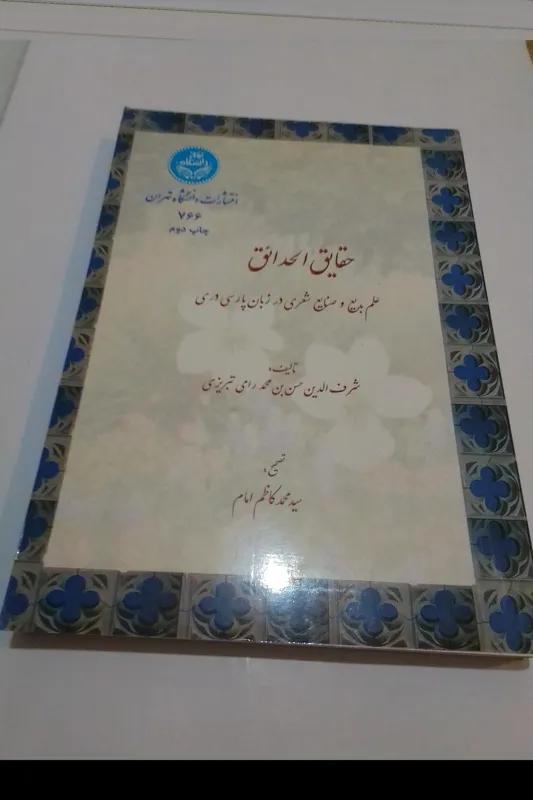 انتشارات دانشگاه تهران
۷۶۶
چاپ دوم
حقایق الحدائق
علم بدیع و صنایع شعری در زبان پارسی دری
تألیف:
شرف الدین حسن بن محمد رامی تبریزی
تصحیح:
سید محمد کاظم امام